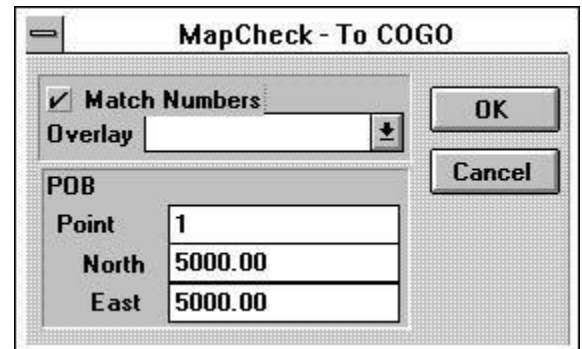 MapCheck - To COGO
Match Numbers
Overlay
OK
Cancel
POB
Point 1
North 5000.00
East 5000.00